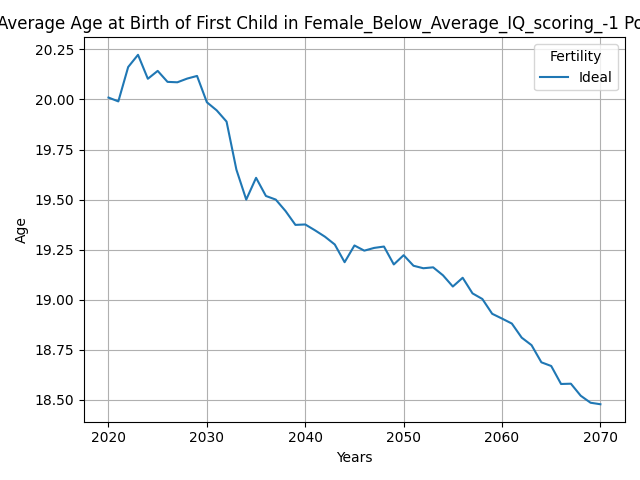 Average Age at Birth of First Child in Female_Below_Average_IQ_scoring_-1 Po
Fertility
Ideal
20.25
20.00
19.75
19.50
19.25
19.00
18.75
18.50
Age
2020 2030 2040 2050 2060 2070
Years